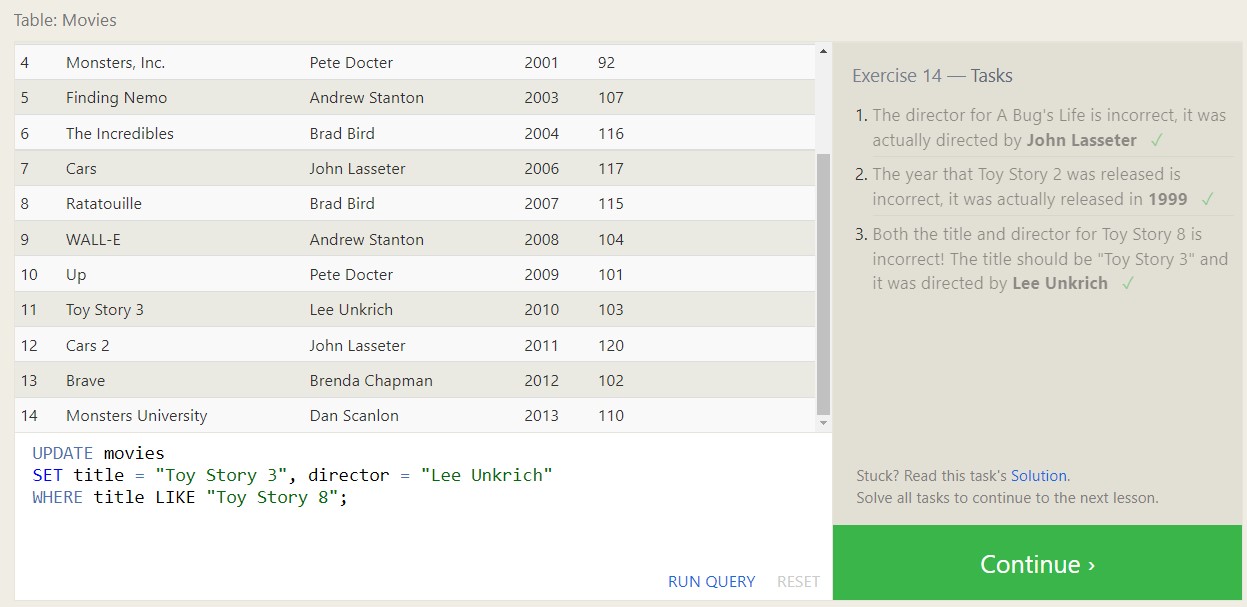 Table: Movies
4 Monsters, Inc. Pete Docter 2001 92
5 Finding Nemo Andrew Stanton 2003 107
6 The Incredibles Brad Bird 2004 116
7 Cars John Lasseter 2006 117
8 Ratatouille Brad Bird 2007 115
9 WALL-E Andrew Stanton 2008 104
10 Up Pete Docter 2009 101
11 Toy Story 3 Lee Unkrich 2010 103
12 Cars 2 John Lasseter 2011 120
13 Brave Brenda Chapman 2012 102
14 Monsters University Dan Scanlon 2013 110
UPDATE movies
SET title = "Toy Story 3", director = "Lee Unkrich"
WHERE title LIKE "Toy Story 8";
RUN QUERY RESET
Exercise 14 — Tasks
1. The director for A Bug's Life is incorrect, it was
actually directed by John Lasseter ✓
2. The year that Toy Story 2 was released is
incorrect, it was actually released in 1999 ✓
3. Both the title and director for Toy Story 8 is
incorrect! The title should be "Toy Story 3" and
it was directed by Lee Unkrich ✓
Stuck? Read this task's Solution.
Solve all tasks to continue to the next lesson.
Continue ›